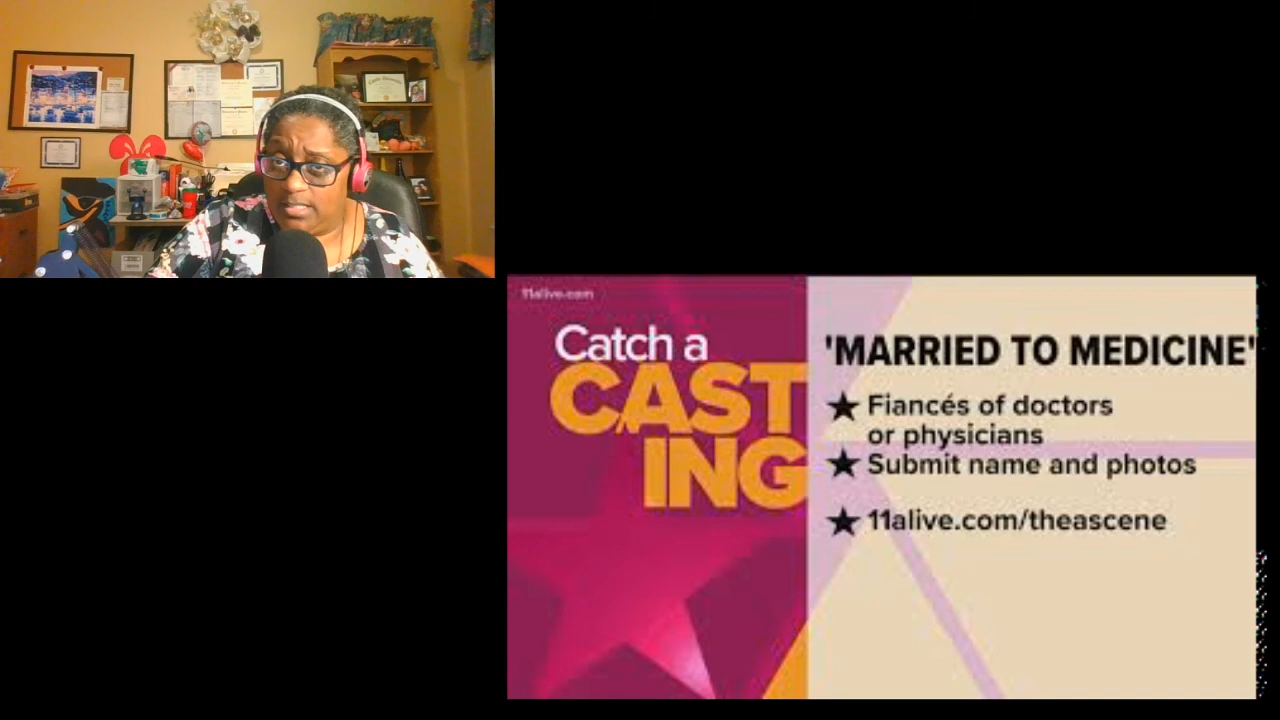 11alive.com
Catch a
CAST
ING
'MARRIED TO MEDICINE'
★ Fiancés of doctors
or physicians
★ Submit name and photos
★ 11alive.com/theascene